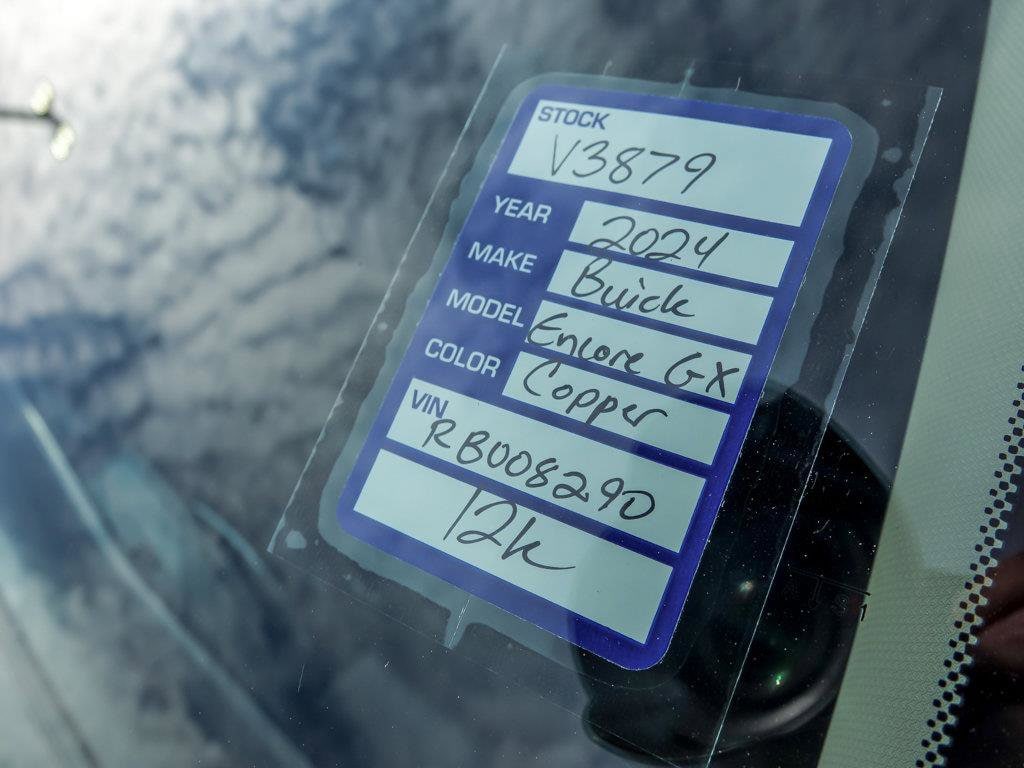 STOCK
V3879
YEAR 2024
MAKE Buick
MODEL Encore GX
COLOR Copper
VIN
RB008290
12k